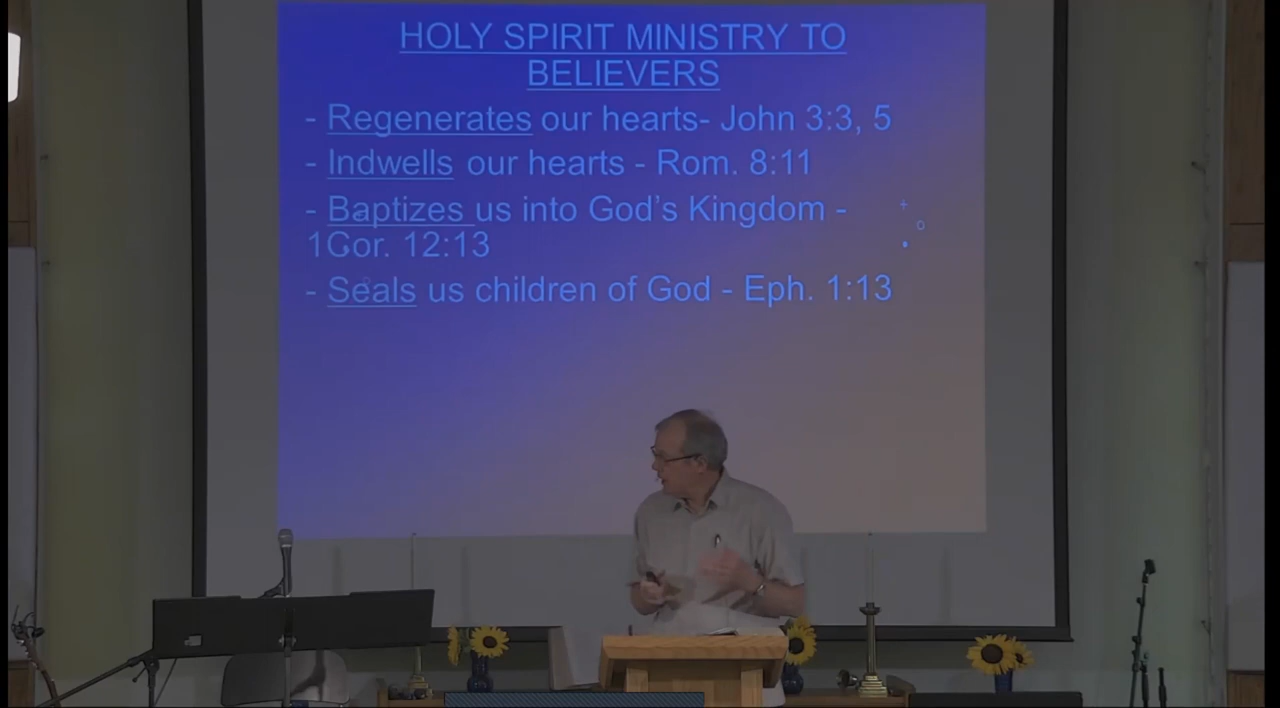 HOLY SPIRIT MINISTRY TO
BELIEVERS
- Regenerates our hearts- John 3:3, 5
- Indwells our hearts - Rom. 8:11
- Baptizes us into God's Kingdom -
1Cor. 12:13
- Seals us children of God - Eph. 1:13